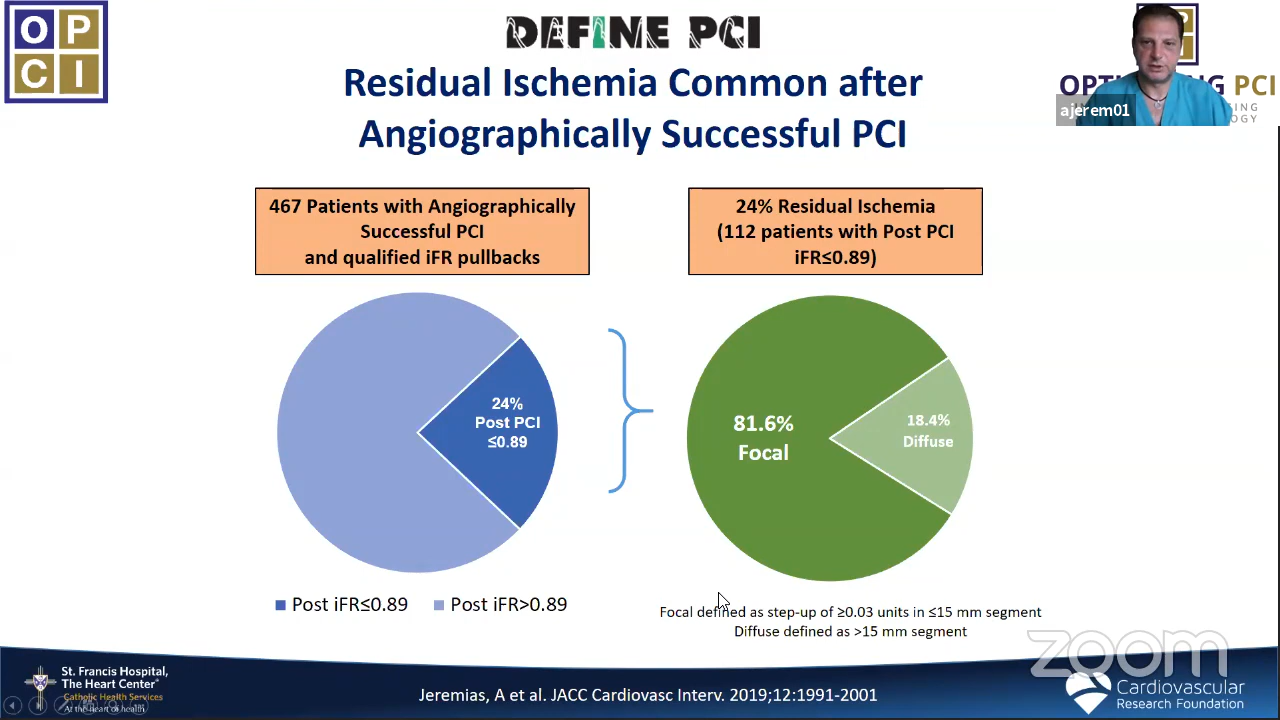 O P
C I
DEFINE PCI
Residual Ischemia Common after
Angiographically Successful PCI
PCI
ajerem01
467 Patients with Angiographically
Successful PCI
and qualified iFR pullbacks
24% Residual Ischemia
(112 patients with Post PCI
iFR≤0.89)
24%
Post PCI
≤0.89
81.6%
Focal
18.4%
Diffuse
Post iFR≤0.89
Post iFR>0.89
Focal defined as step-up of ≥0.03 units in ≤15 mm segment
Diffuse defined as >15 mm segment
zoom
St. Francis Hospital,
The Heart Center
Catholic Health Services
At the heart of health
Jeremias, A et al. JACC Cardiovasc Interv. 2019;12:1991-2001
Cardiovascular
Research Foundation